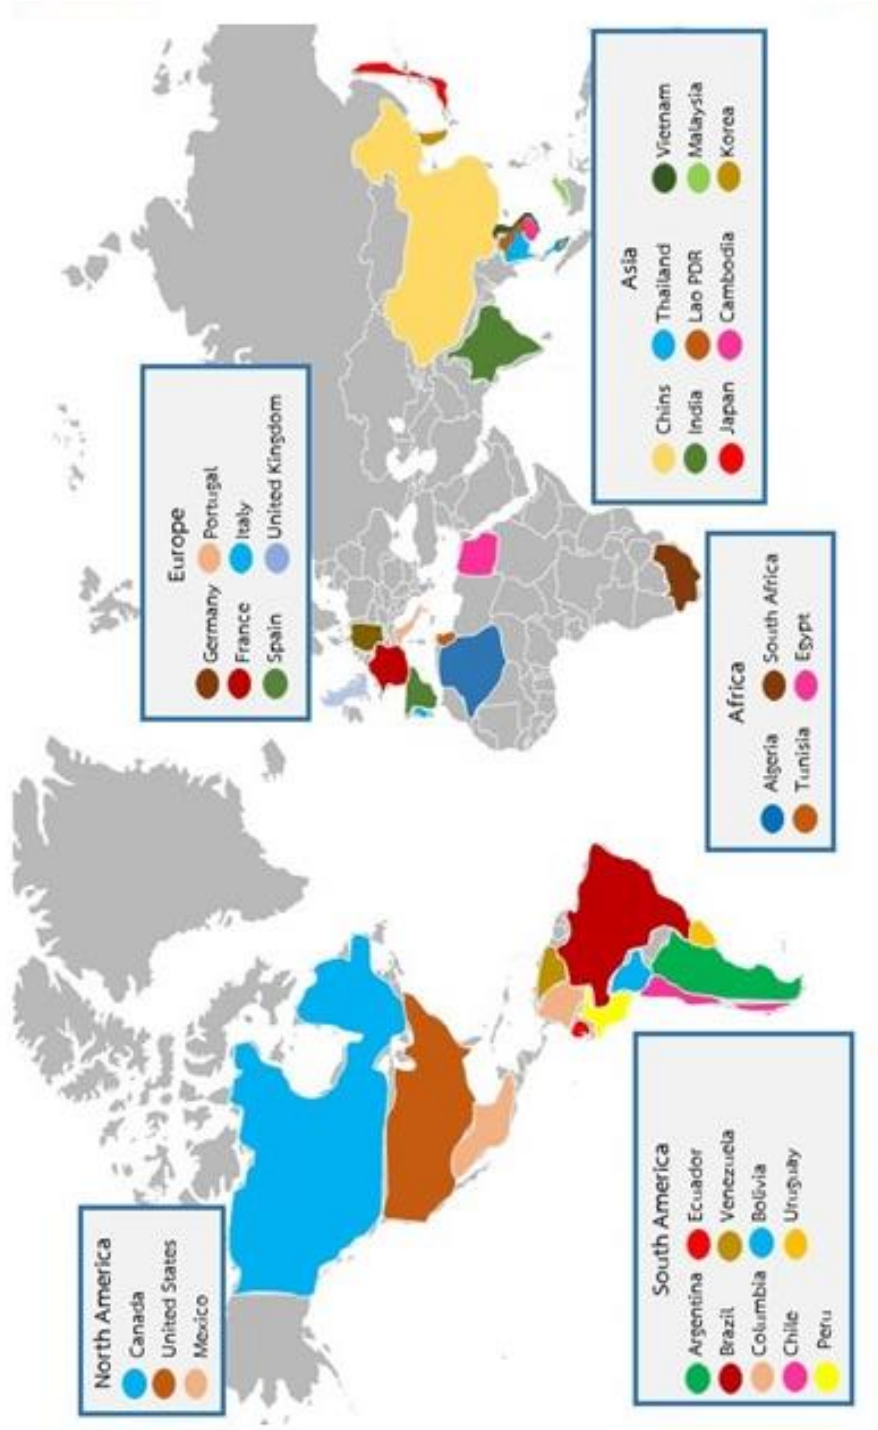 North America
Canada
United States
Mexico
Europe
Germany Portugal
France Italy
Spain United Kingdom
South America
Argentina Ecuador
Brazil Venezuela
Columbia Bolivia
Chile Uruguay
Peru
Africa
Algeria South Africa
Tunisia Egypt
Asia
Chins Thailand Vietnam
India Lao PDR Malaysia
Japan Cambodia Korea